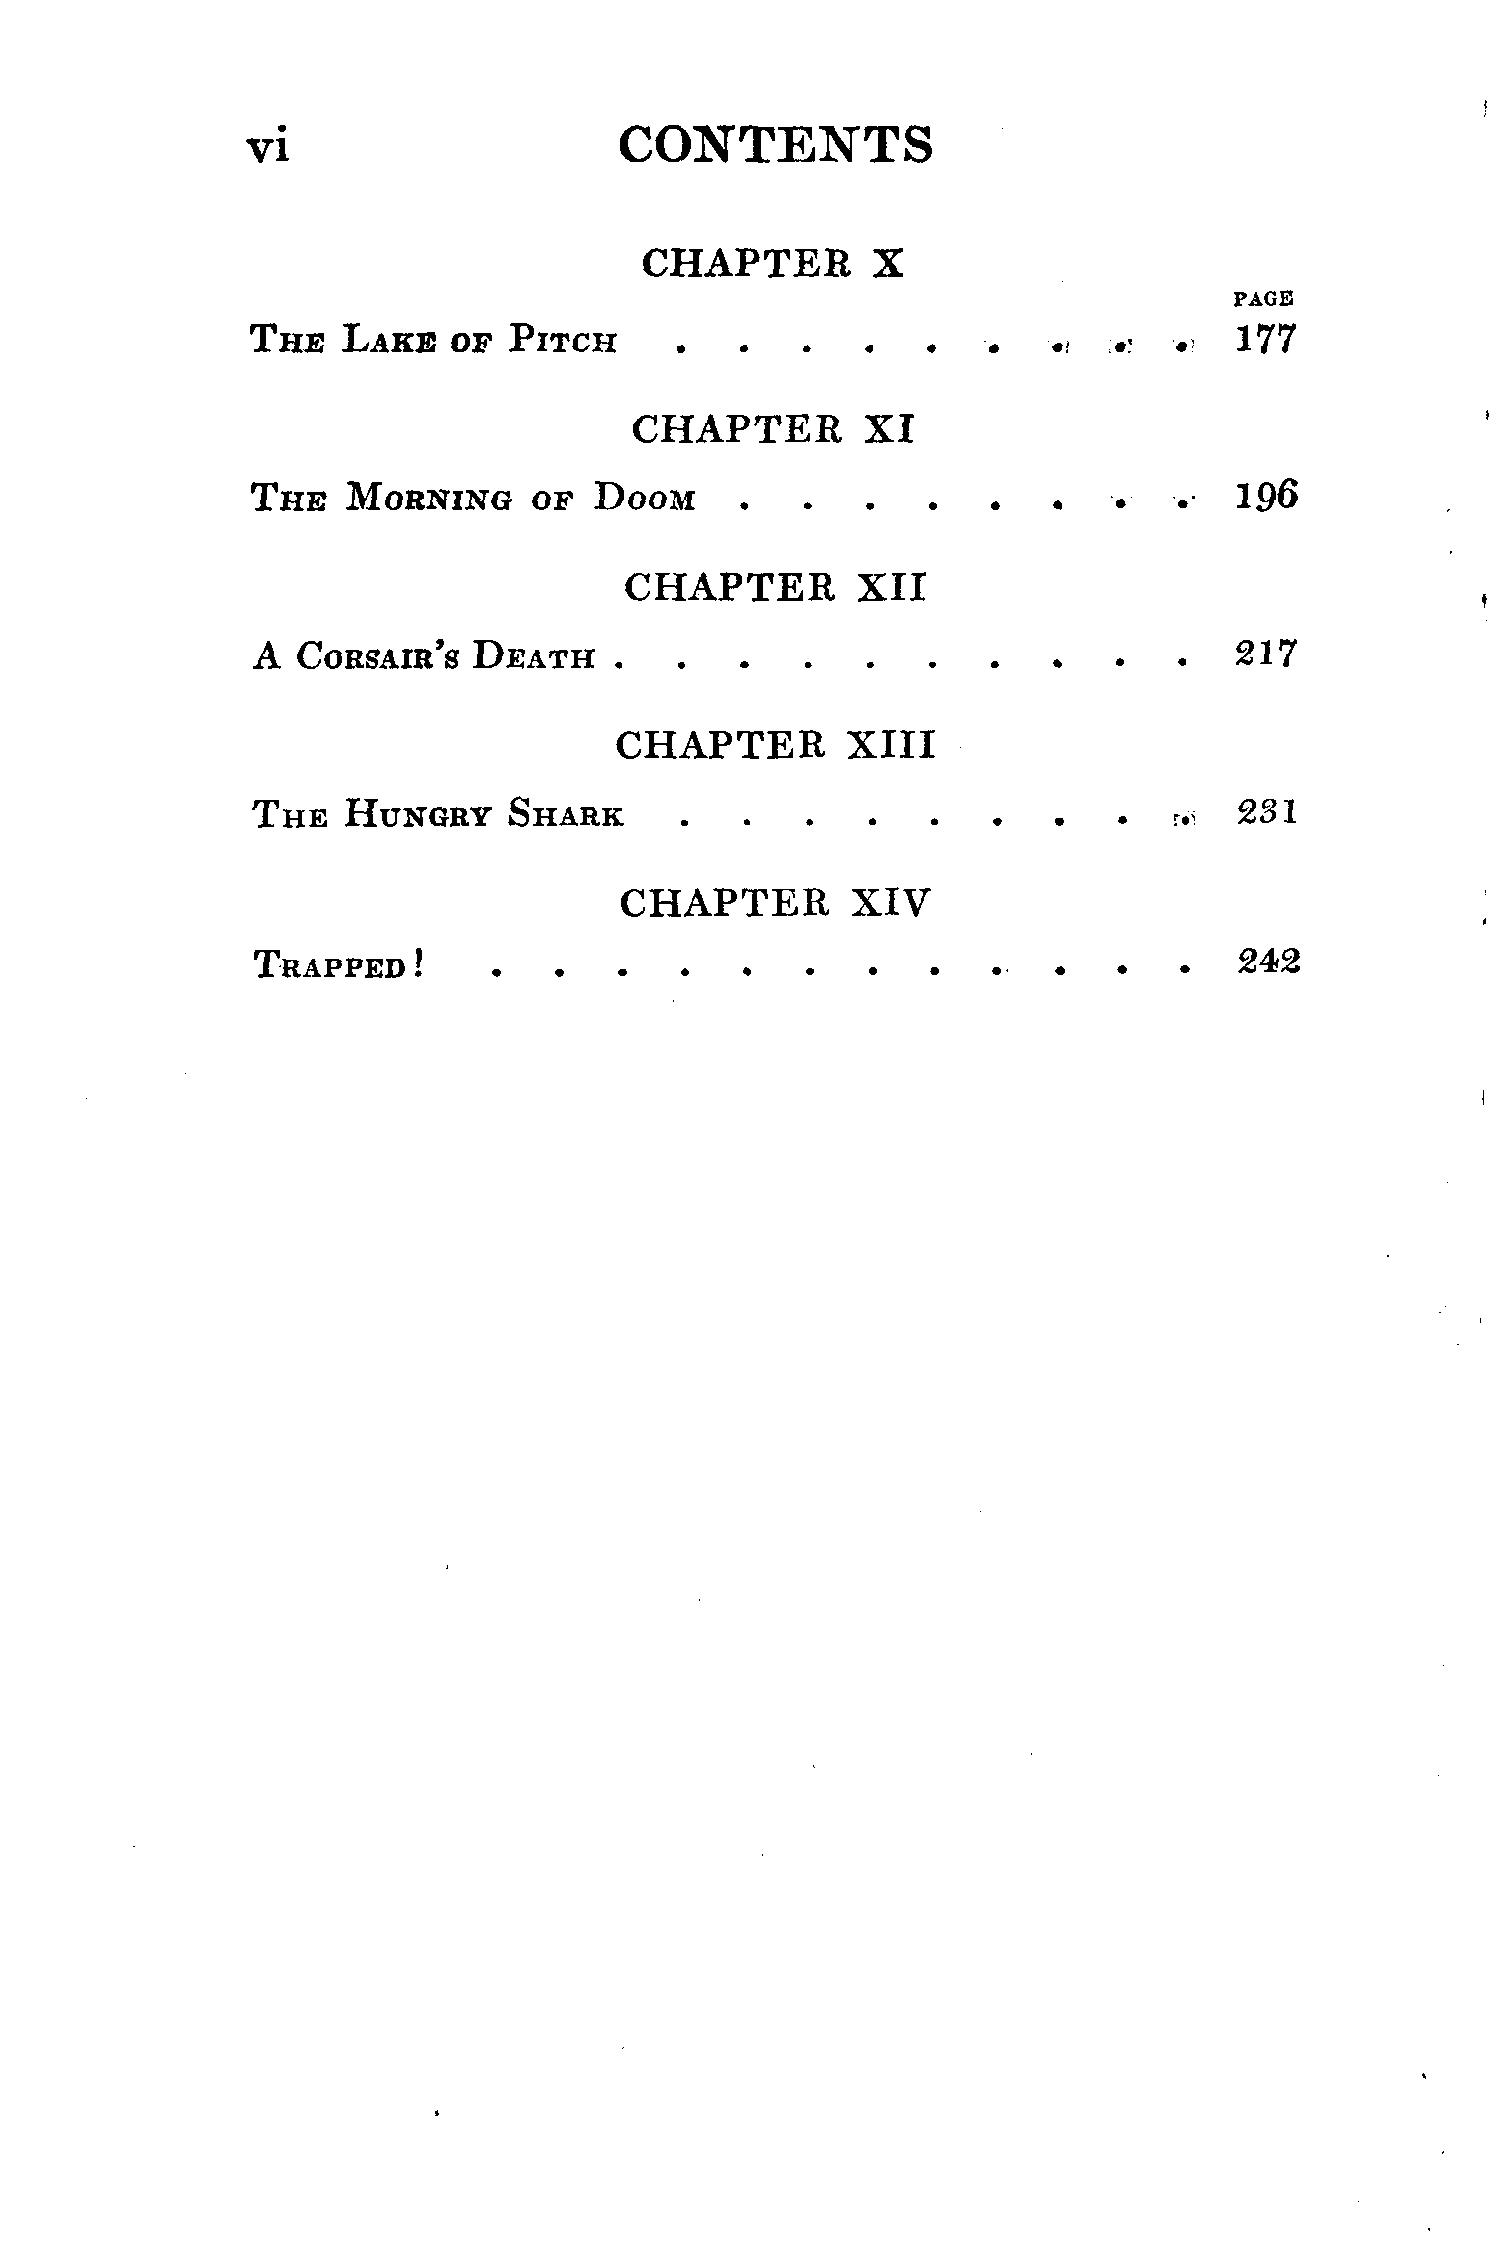 vi CONTENTS
CHAPTER X
PAGE
THE LAKE OF PITCH . . . . . . . . . 177
CHAPTER XI
THE MORNING OF DOOM . . . . . . . . 196
CHAPTER XII
A CORSAIR'S DEATH . . . . . . . . . . 217
CHAPTER XIII
THE HUNGRY SHARK . . . . . . . . . 231
CHAPTER XIV
TRAPPED! . . . . . . . . . . . . 242